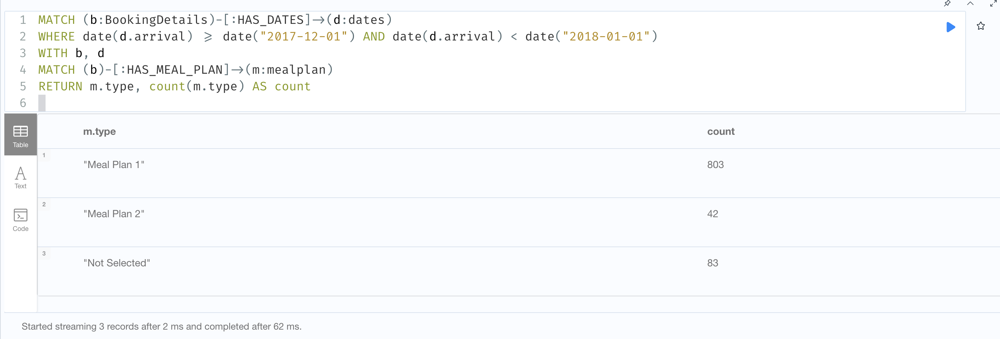 1 MATCH (b:BookingDetails)-[:HAS_DATES]→(d:dates)
2 WHERE date(d.arrival) ⩾ date("2017-12-01") AND date(d.arrival) < date("2018-01-01")
3 WITH b, d
4 MATCH (b)-[:HAS_MEAL_PLAN]→(m:mealplan)
5 RETURN m.type, count(m.type) AS count
6
Table
Text
Code
m.type count
1 "Meal Plan 1" 803
2 "Meal Plan 2" 42
3 "Not Selected" 83
Started streaming 3 records after 2 ms and completed after 62 ms.